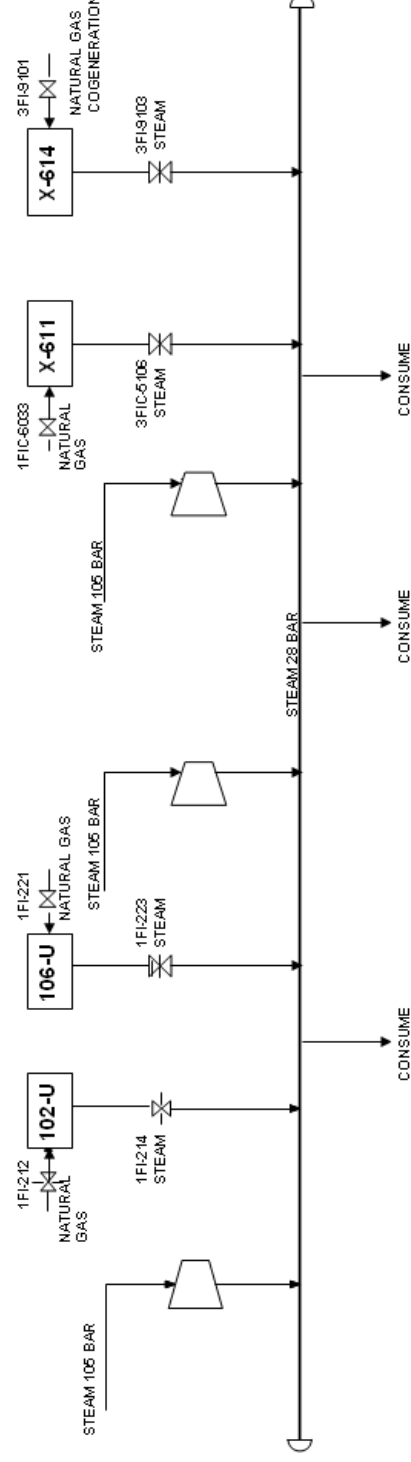 STEAM 105 BAR
1FI-212
NATURAL
GAS
102-U
1FI-214
STEAM
106-U
1FI-221
NATURAL GAS
1FI-223
STEAM
STEAM 105 BAR
STEAM 105 BAR
1FIC-6033
NATURAL
GAS
X-611
3FIC-5106
STEAM
X-614
3FI-9101
NATURAL GAS
COGENERATION
3FI-9103
STEAM
STEAM 28 BAR
CONSUME
CONSUME
CONSUME